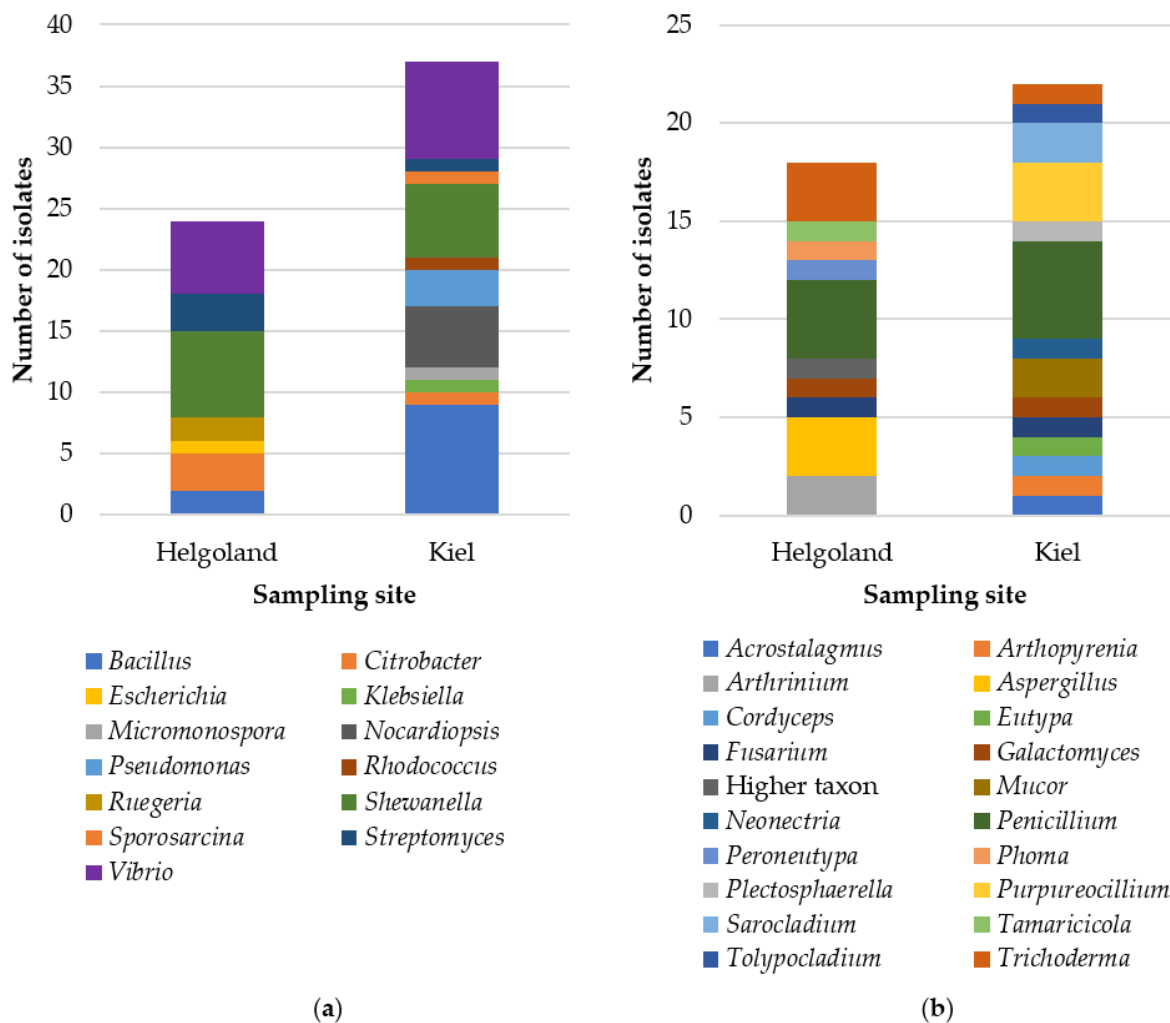 40
35
30
25
20
15
10
5
0
Number of isolates
Helgoland Kiel
Sampling site
Bacillus Citrobacter
Escherichia Klebsiella
Micromonospora Nocardiopsis
Pseudomonas Rhodococcus
Ruegeria Shewanella
Sporosarcina Streptomyces
Vibrio
(a)
25
20
15
10
5
0
Number of isolates
Helgoland Kiel
Sampling site
Acrostalagmus Arthopyrenia
Arthrinium Aspergillus
Cordyceps Eutypa
Fusarium Galactomyces
Higher taxon Mucor
Neonectria Penicillium
Peroneutypa Phoma
Plectosphaerella Purpureocillium
Sarocladium Tamaricicola
Tolypocladium Trichoderma
(b)